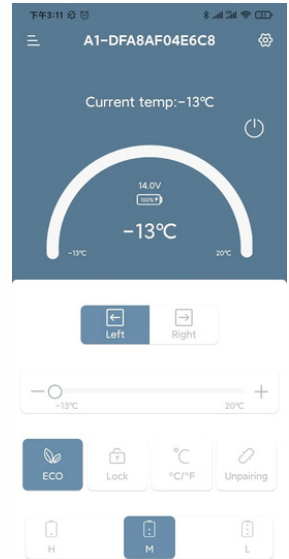 下午3:11
A1-DFA8AF04E6C8
Current temp:-13℃
14.0V
100%
-13℃
-13℃ 20℃
Left Right
-13℃ 20℃
ECO Lock °C/°F Unpairing
H M L